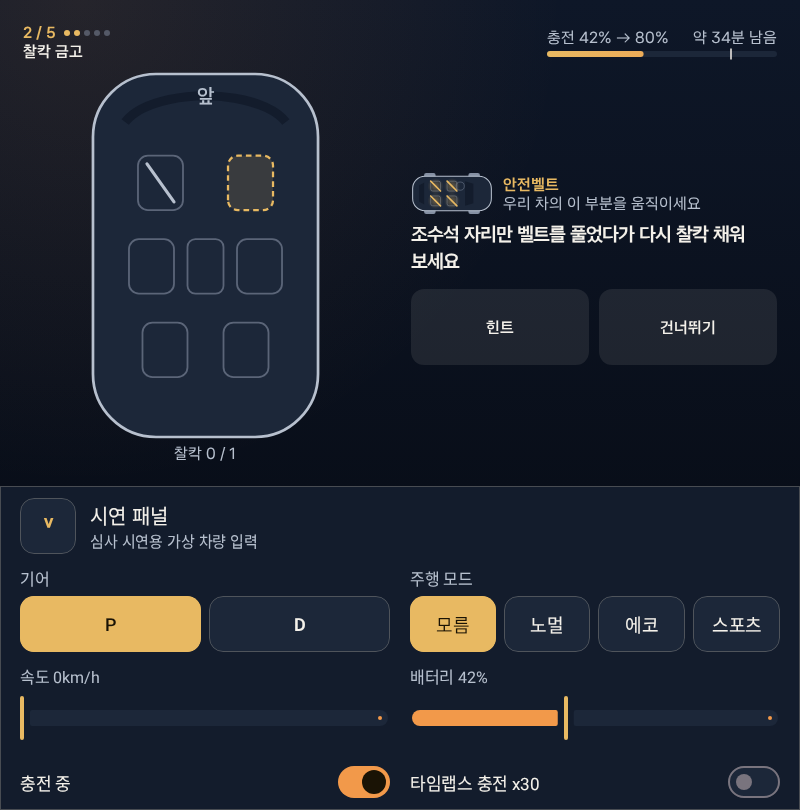 2 / 5
찰칵 금고
충전 42% → 80%
약 34분 남음
앞
안전벨트
우리 차의 이 부분을 움직이세요
조수석 자리만 벨트를 풀었다가 다시 찰칵 채워
보세요
힌트
건너뛰기
찰칵 0 / 1
v
시연 패널
심사 시연용 가상 차량 입력
기어
주행 모드
P
D
모름
노멀
에코
스포츠
속도 0km/h
배터리 42%
충전 중
타임랩스 충전 x30